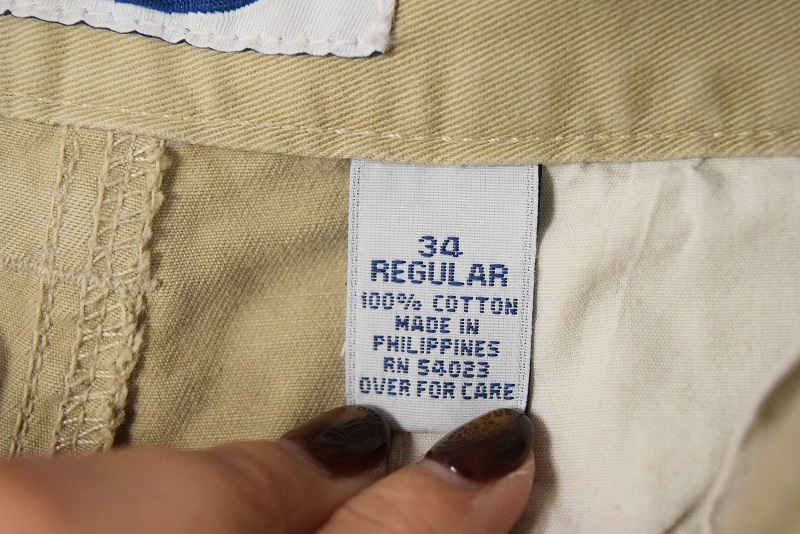 34
REGULAR
100% COTTON
MADE IN
PHILIPPINES
RN 54023
OVER FOR CARE